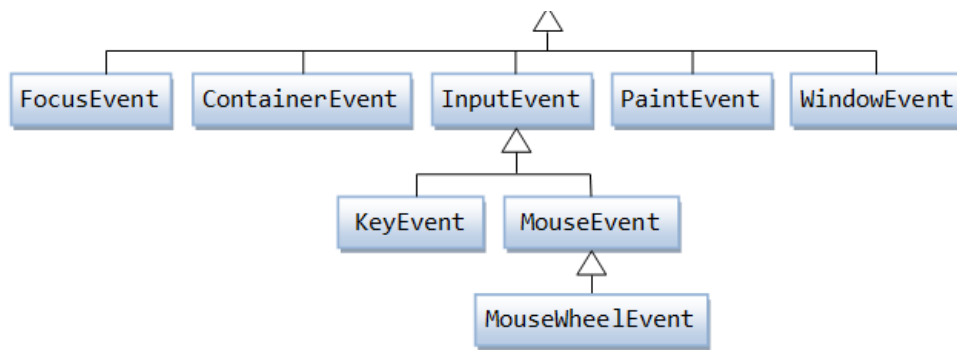 FocusEvent
ContainerEvent
InputEvent
PaintEvent
WindowEvent
KeyEvent
MouseEvent
MouseWheelEvent